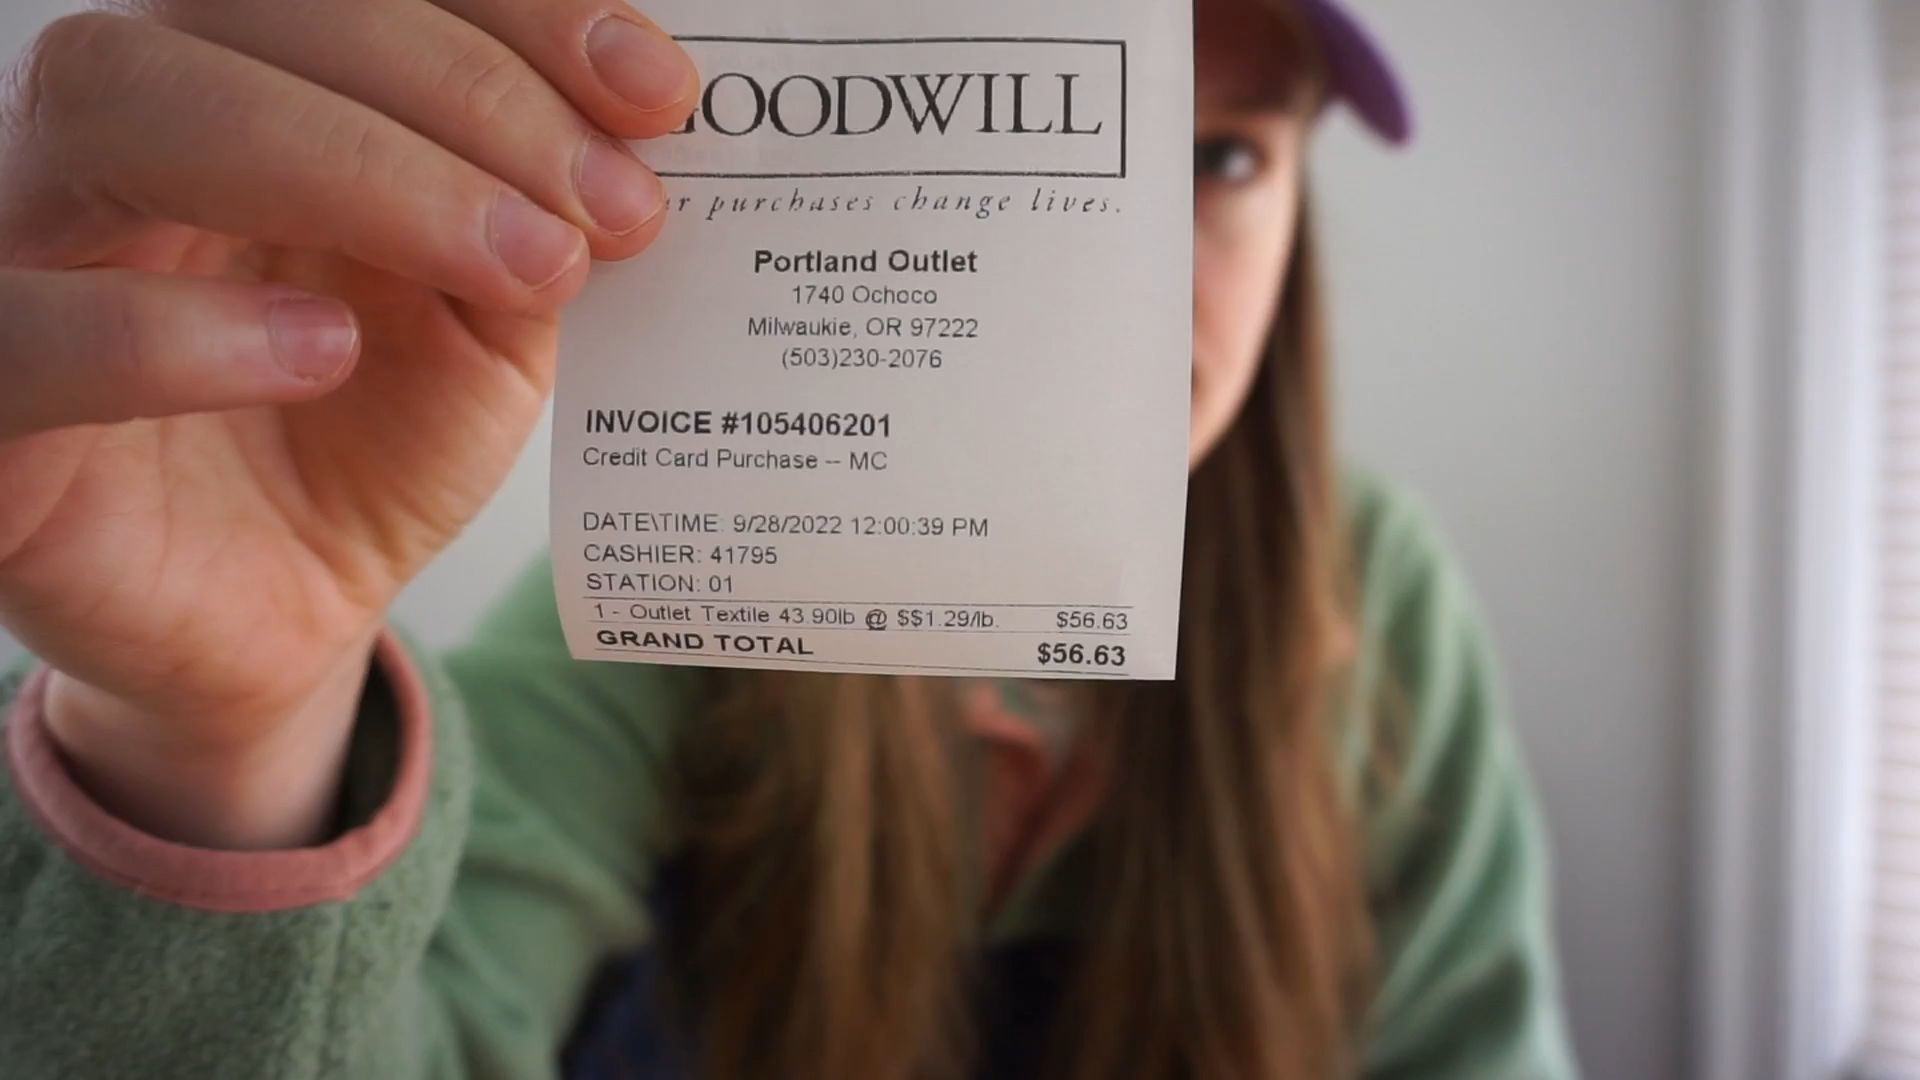 OODWILL
purchases change lives.
Portland Outlet
1740 Ochoco
Milwaukie, OR 97222
(503)230-2076
INVOICE #105406201
Credit Card Purchase -- MC
DATE\TIME: 9/28/2022 12:00:39 PM
CASHIER: 41795
STATION: 01
1 - Outlet Textile 43.90lb @ $$1.29/lb. $56.63
GRAND TOTAL $56.63